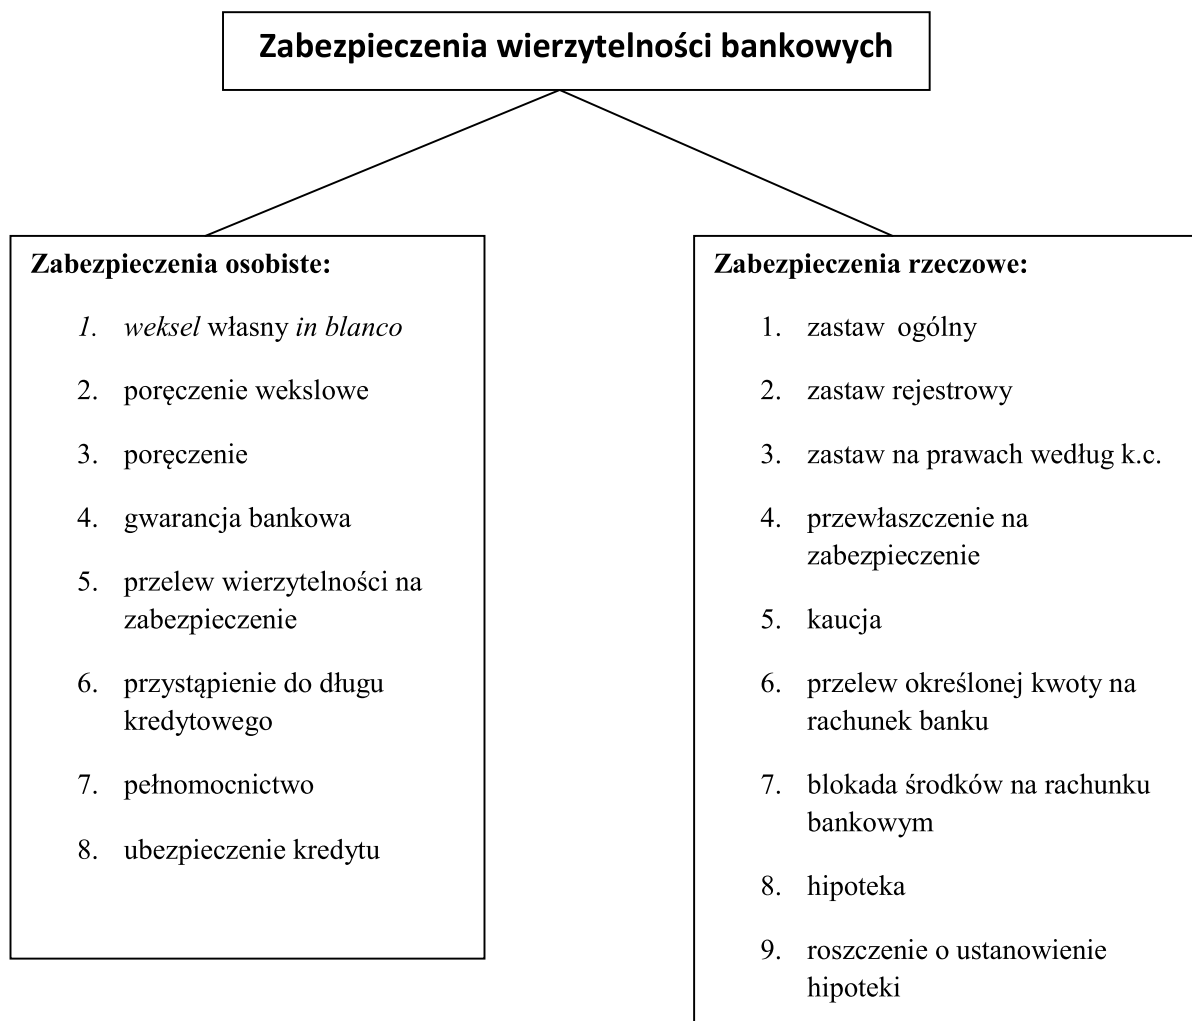 Zabezpieczenia wierzytelności bankowych
Zabezpieczenia osobiste:
1. weksel własny in blanco
2. poręczenie wekslowe
3. poręczenie
4. gwarancja bankowa
5. przelew wierzytelności na
zabezpieczenie
6. przystąpienie do długu
kredytowego
7. pełnomocnictwo
8. ubezpieczenie kredytu
Zabezpieczenia rzeczowe:
1. zastaw ogólny
2. zastaw rejestrowy
3. zastaw na prawach według k.c.
4. przewłaszczenie na
zabezpieczenie
5. kaucja
6. przelew określonej kwoty na
rachunek banku
7. blokada środków na rachunku
bankowym
8. hipoteka
9. roszczenie o ustanowienie
hipoteki